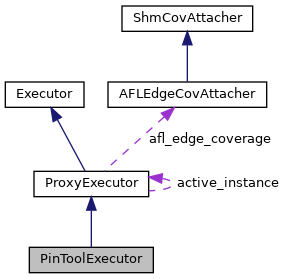 ShmCovAttacher
Executor
AFLEdgeCovAttacher
afl_edge_coverage
ProxyExecutor
active_instance
PinToolExecutor